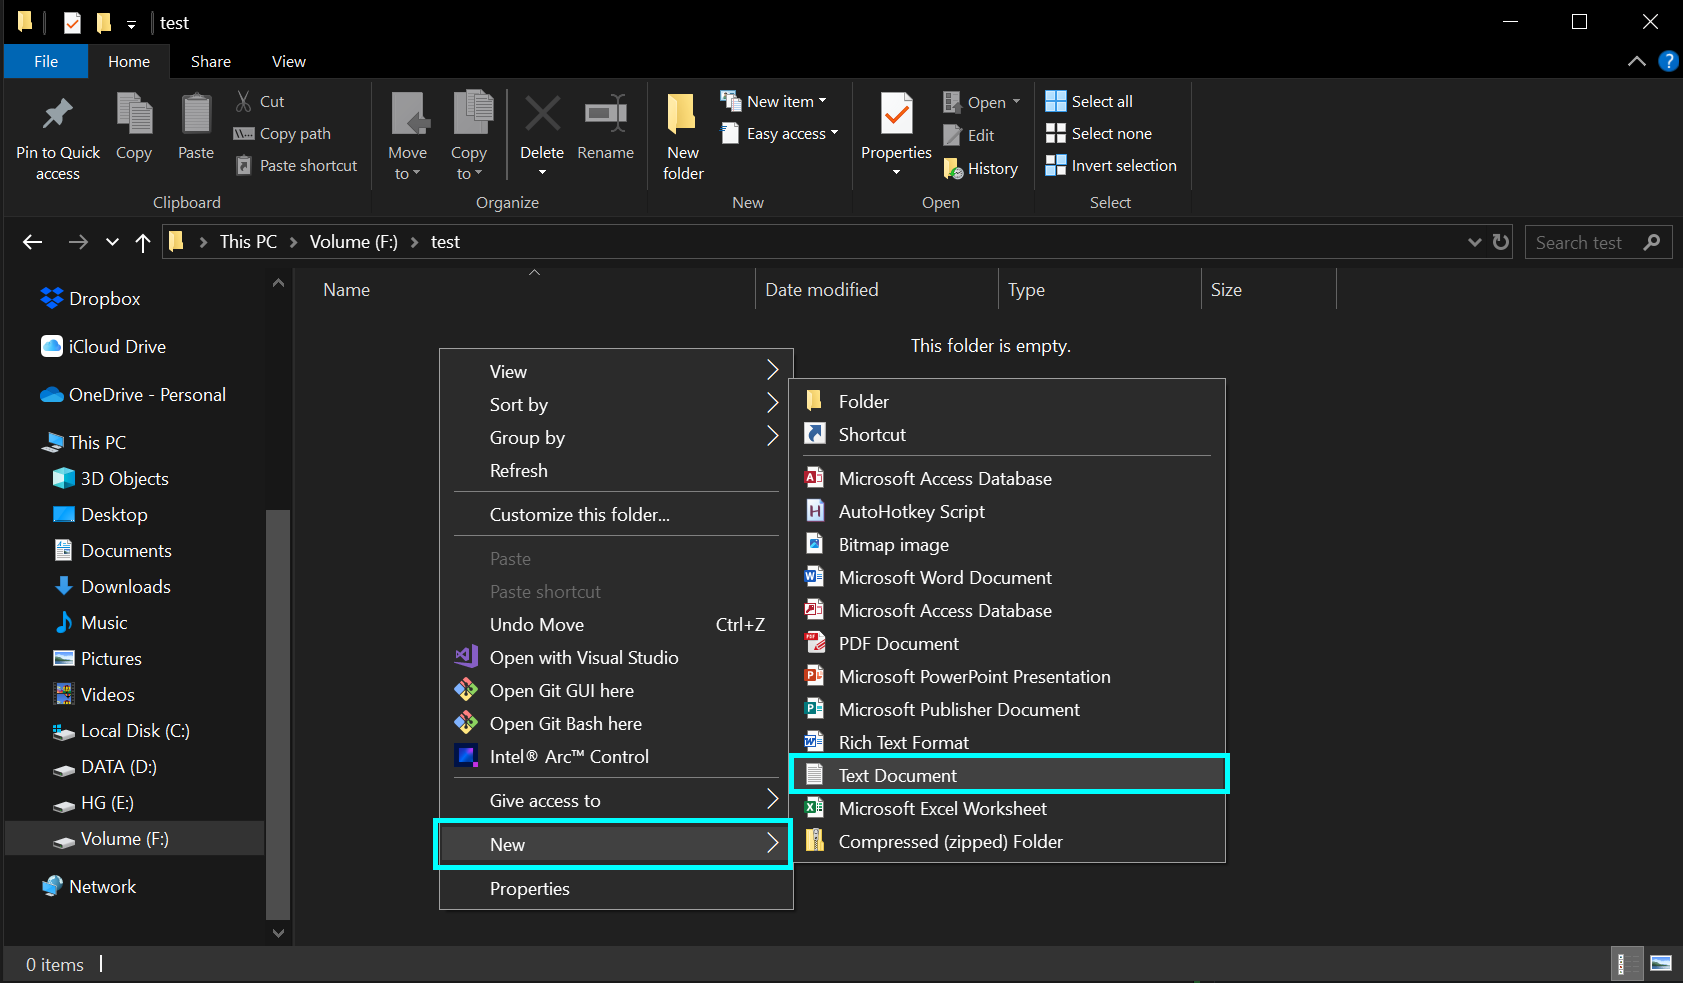 test
File
Home
Share
View
?
Pin to Quick
access
Copy
Paste
Cut
Copy path
Paste shortcut
Clipboard
Move
to
Copy
to
Delete
Rename
Organize
New
folder
New item
Easy access
New
Properties
Open
Edit
History
Open
Select all
Select none
Invert selection
Select
This PC
Volume (F:)
test
Search test
Dropbox
iCloud Drive
OneDrive - Personal
This PC
3D Objects
Desktop
Documents
Downloads
Music
Pictures
Videos
Local Disk (C:)
DATA (D:)
HG (E:)
Volume (F:)
Network
Name
Date modified
Type
Size
This folder is empty.
View
Sort by
Group by
Refresh
Customize this folder...
Paste
Paste shortcut
Undo Move Ctrl+Z
Open with Visual Studio
Open Git GUI here
Open Git Bash here
Intel® Arc™ Control
Give access to
New
Properties
Folder
Shortcut
Microsoft Access Database
AutoHotkey Script
Bitmap image
Microsoft Word Document
Microsoft Access Database
PDF Document
Microsoft PowerPoint Presentation
Microsoft Publisher Document
Rich Text Format
Text Document
Microsoft Excel Worksheet
Compressed (zipped) Folder
0 items